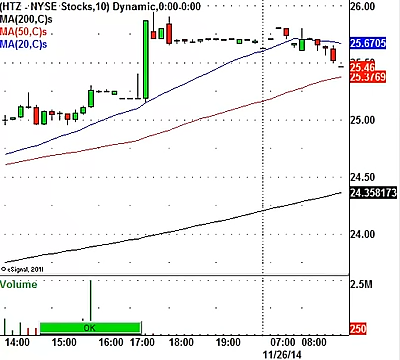 (HTZ - NYSE Stocks,10) Dynamic,0:00-0:00
MA(200,C)s
MA(50,C)s
MA(20,C)s
26.00
25.6705
25.46
25.3769
25.00
24.50
24.358173
24.00
© eSignal, 2011
Volume
2.5M
OK
250
14:00 15:00 16:00 17:00 18:00 19:00 07:00 08:00
11/26/14